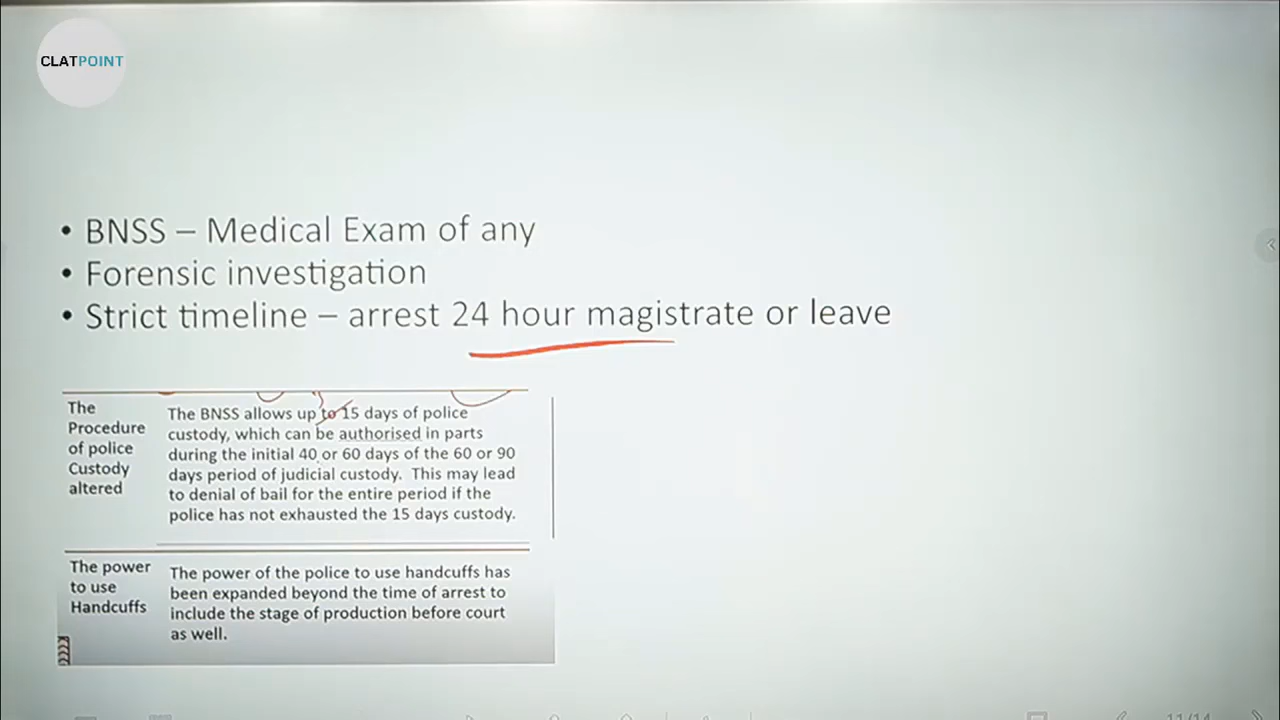 CLATPOINT
• BNSS – Medical Exam of any
• Forensic investigation
• Strict timeline – arrest 24 hour magistrate or leave
The
Procedure
of police
Custody
altered
The BNSS allows up to 15 days of police
custody, which can be authorised in parts
during the initial 40 or 60 days of the 60 or 90
days period of judicial custody. This may lead
to denial of bail for the entire period if the
police has not exhausted the 15 days custody.
The power
to use
Handcuffs
The power of the police to use handcuffs has
been expanded beyond the time of arrest to
include the stage of production before court
as well.
11/14